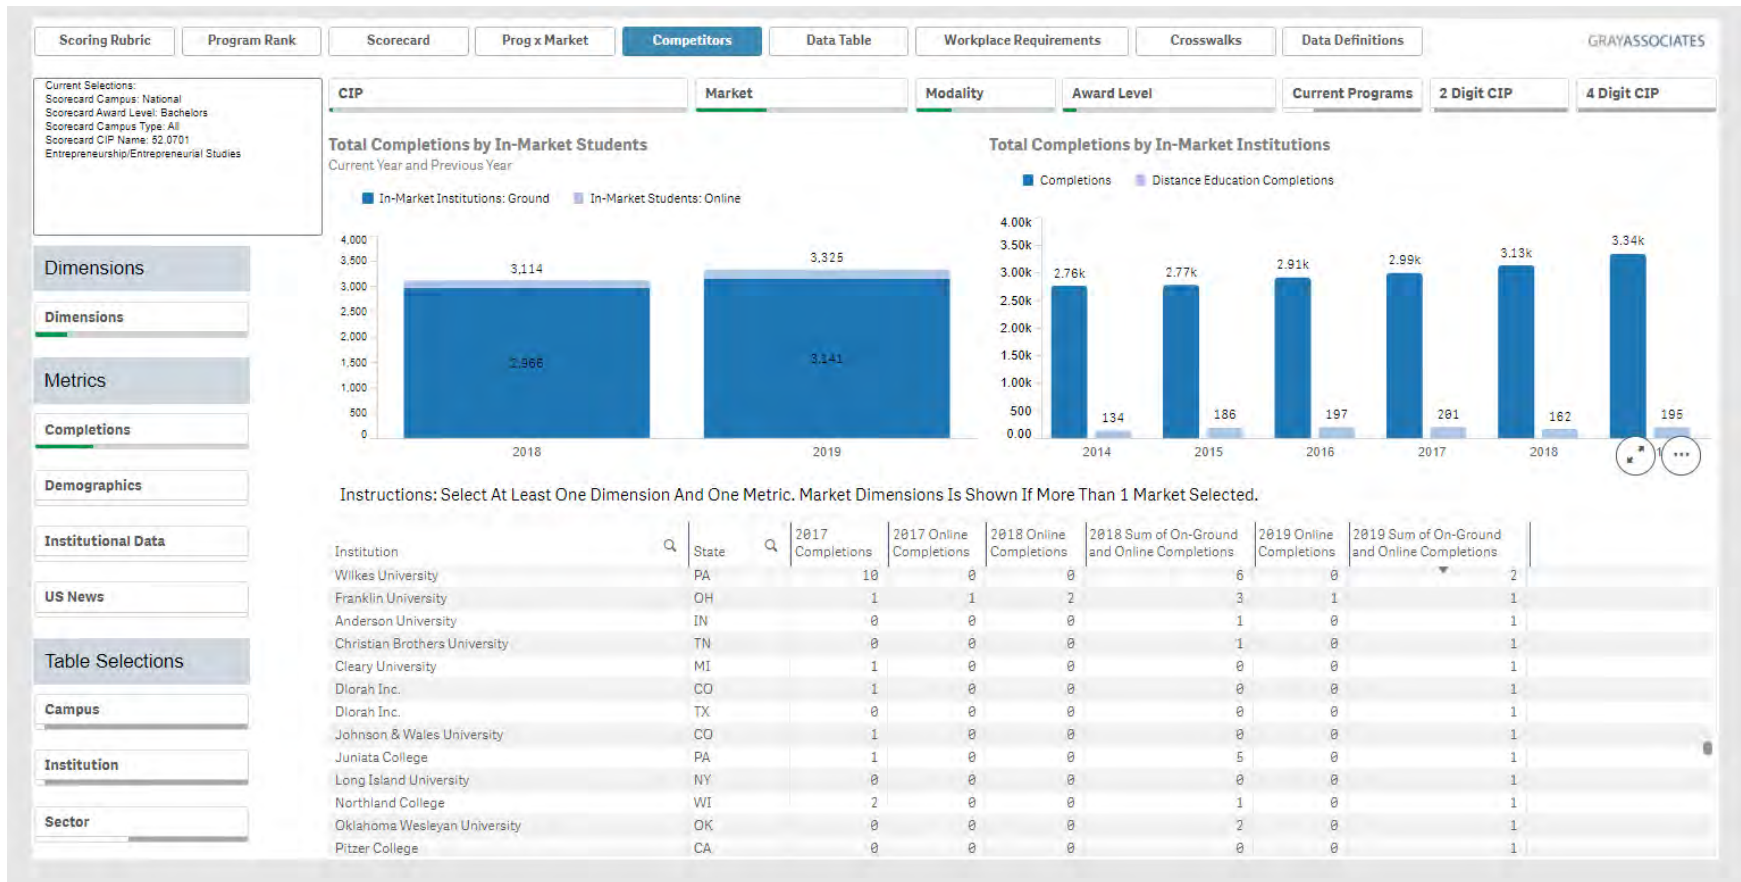 Scoring Rubric
Program Rank
Scorecard
Prog x Market
Competitors
Data Table
Workplace Requirements
Crosswalks
Data Definitions
GRAYASSOCIATES
Current Selections:
Scorecard Campus: National
Scorecard Award Level: Bachelors
Scorecard Campus Type: All
Scorecard CIP Name: 52.0701
Entrepreneurship/Entrepreneurial Studies
CIP
Market
Modality
Award Level
Current Programs
2 Digit CIP
4 Digit CIP
Dimensions
Dimensions
Metrics
Completions
Demographics
Institutional Data
US News
Table Selections
Campus
Institution
Sector
Total Completions by In-Market Students
Current Year and Previous Year
In-Market Institutions: Ground
In-Market Students: Online
4,000
3,500
3,000
2,500
2,000
1,500
1,000
500
0
3,114
2,966
3,325
3,141
2018
2019
Total Completions by In-Market Institutions
Completions
Distance Education Completions
4.00k
3.50k
3.00k
2.50k
2.00k
1.50k
1.00k
500
0.00
2.76k
134
2.77k
186
2.91k
197
2.99k
201
3.13k
162
3.34k
195
2014
2015
2016
2017
2018
Instructions: Select At Least One Dimension And One Metric. Market Dimensions Is Shown If More Than 1 Market Selected.
Institution State 2017 Completions 2017 Online Completions 2018 Online Completions 2018 Sum of On-Ground and Online Completions 2019 Online Completions 2019 Sum of On-Ground and Online Completions
Wilkes University PA 10 0 0 6 0 2
Franklin University OH 1 1 2 3 1 1
Anderson University IN 0 0 0 1 0 1
Christian Brothers University TN 0 0 0 1 0 1
Cleary University MI 1 0 0 0 0 1
Dlorah Inc. CO 1 0 0 0 0 1
Dlorah Inc. TX 0 0 0 0 0 1
Johnson & Wales University CO 1 0 0 0 0 1
Juniata College PA 1 0 0 5 0 1
Long Island University NY 0 0 0 0 0 1
Northland College WI 2 0 0 1 0 1
Oklahoma Wesleyan University OK 0 0 0 2 0 1
Pitzer College CA 0 0 0 0 0 1